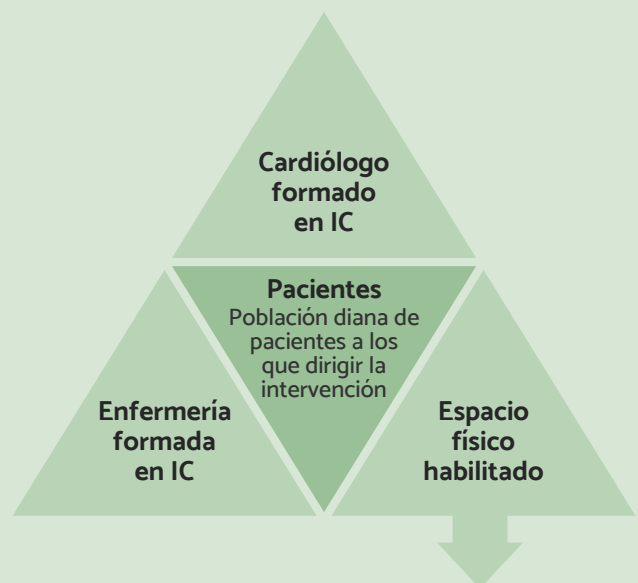 Cardiólogo
formado
en IC
Pacientes
Población diana de
pacientes a los
que dirigir la
intervención
Enfermería
formada
en IC
Espacio
físico
habilitado